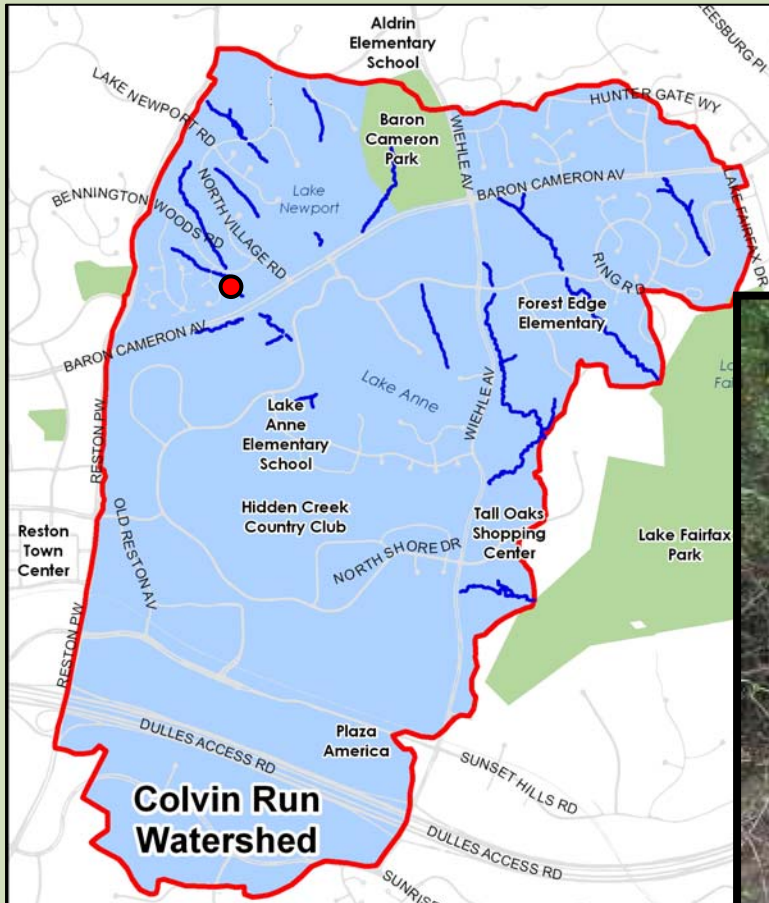 Aldrin
Elementary
School
LEESBURG PI
LAKE NEWPORT RD
HUNTER GATE WY
Baron
Cameron
Park
WIEHLE AV
BARON CAMERON AV
LAKE FAIRFAX DR
Lake
Newport
BENNINGTON WOODS RD
NORTH VILLAGE RD
RING RD
Forest Edge
Elementary
BARON CAMERON AV
Lake Anne
WIEHLE AV
Lake
Anne
Elementary
School
RESTON PW
Hidden Creek
Country Club
Tall Oaks
Shopping
Center
OLD RESTON AV
Reston
Town
Center
NORTH SHORE DR
Lake Fairfax
Park
RESTON PW
DULLES ACCESS RD
Plaza
America
SUNSET HILLS RD
Colvin Run
Watershed
DULLES ACCESS RD